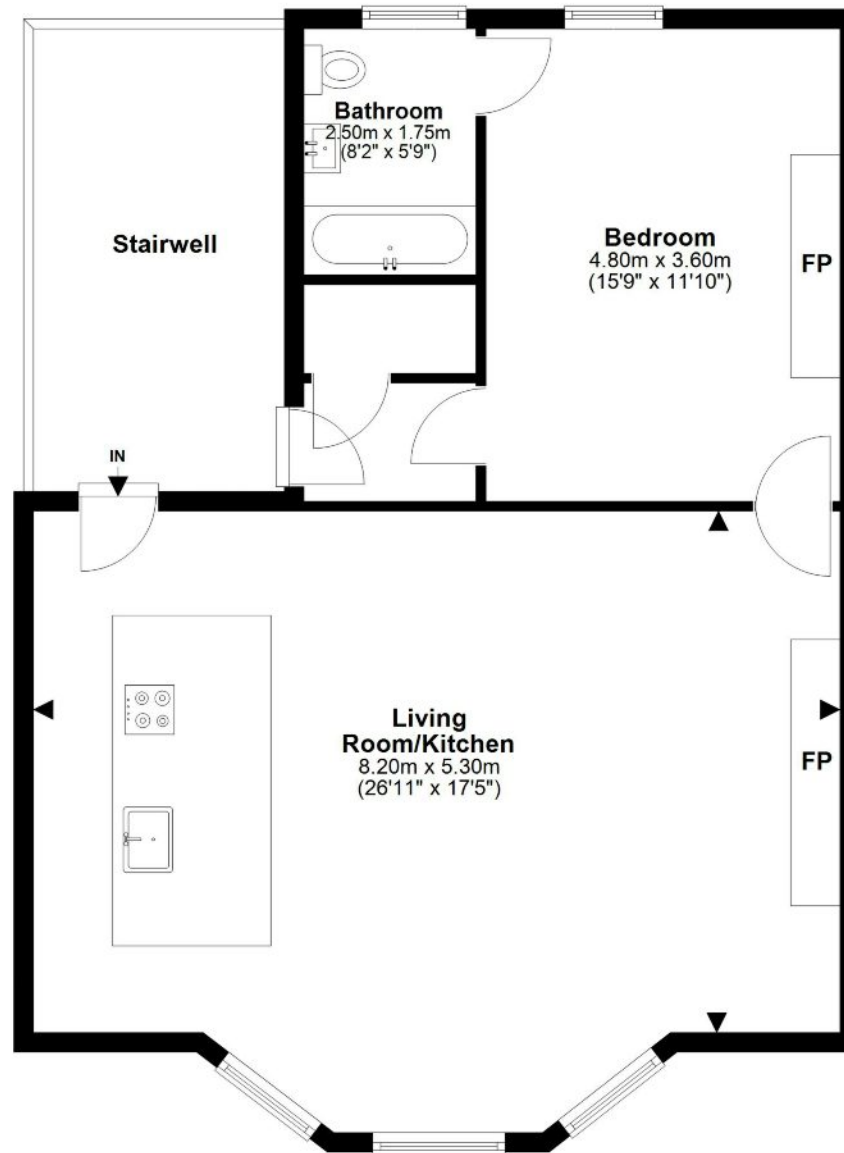 Bathroom
2.50m x 1.75m
(8'2" x 5'9")
Stairwell
Bedroom
4.80m x 3.60m
(15'9" x 11'10")
FP
IN
Living
Room/Kitchen
8.20m x 5.30m
(26'11" x 17'5")
FP